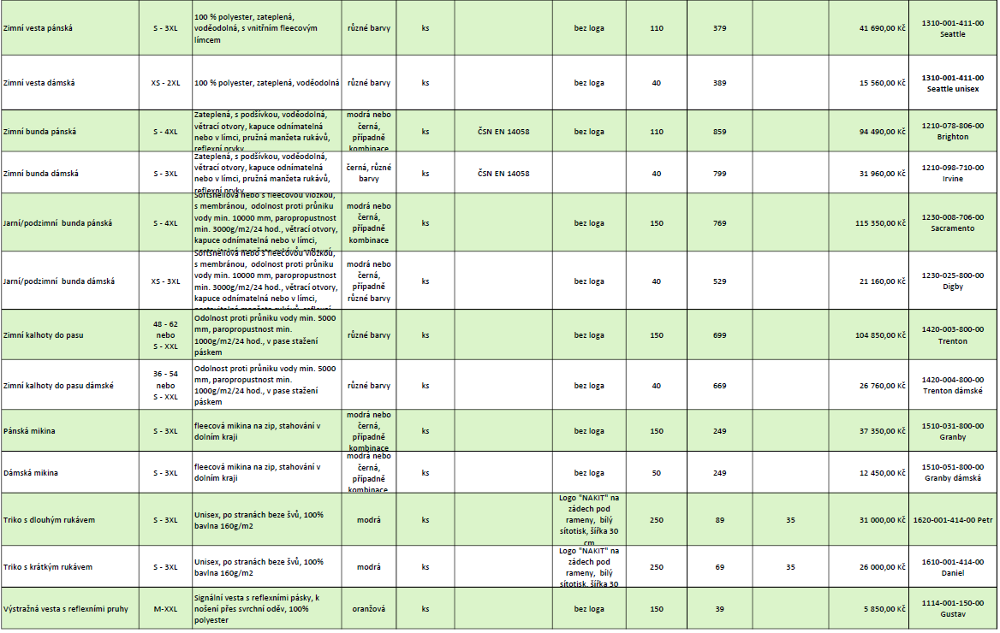 Zimní vesta pánská
S - 3XL
100 % polyester, zateplená,
voděodolná, s vnitřním fleecovým
límcem
různé barvy
ks
bez loga
110
379
41 690,00 Kč
1310-001-411-00
Seattle
Zimní vesta dámská
XS - 2XL
100 % polyester, zateplená, voděodolná
různé barvy
ks
bez loga
40
389
15 560,00 Kč
1310-001-411-00
Seattle unisex
Zimní bunda pánská
S - 4XL
Zateplená, s podšívkou, voděodolná,
větrací otvory, kapuce odnímatelná
nebo v límci, pružná manžeta rukávů,
reflexní prvky
modrá nebo
černá,
případně
kombinace
ks
ČSN EN 14058
bez loga
110
859
94 490,00 Kč
1210-078-806-00
Brighton
Zimní bunda dámská
S - 3XL
Zateplená, s podšívkou, voděodolná,
větrací otvory, kapuce odnímatelná
nebo v límci, pružná manžeta rukávů,
reflexní prvky
černá, různé
barvy
ks
ČSN EN 14058
40
799
31 960,00 Kč
1210-098-710-00
Irvine
Jarní/podzimní  bunda pánská
S - 4XL
Softshellová nebo s fleecovou vložkou,
s membránou,  odolnost proti průniku
vody min. 10000 mm, paropropustnost
min. 3000g/m2/24 hod., větrací otvory,
kapuce odnímatelná nebo v límci,
modrá nebo
černá,
případně
kombinace
ks
bez loga
150
769
115 350,00 Kč
1230-008-706-00
Sacramento
Jarní/podzimní  bunda dámská
XS - 3XL
Softshellová nebo s fleecovou vložkou,
s membránou,  odolnost proti průniku
vody min. 10000 mm, paropropustnost
min. 3000g/m2/24 hod., větrací otvory,
kapuce odnímatelná nebo v límci,
modrá nebo
černá,
případně
různé barvy
ks
bez loga
40
529
21 160,00 Kč
1230-025-800-00
Digby
Zimní kalhoty do pasu
48 - 62
nebo
S - XXL
Odolnost proti průniku vody min. 5000
mm, paropropustnost min.
1000g/m2/24 hod., v pase stažení
páskem
různé barvy
ks
bez loga
150
699
104 850,00 Kč
1420-003-800-00
Trenton
Zimní kalhoty do pasu dámské
36 - 54
nebo
S - XXL
Odolnost proti průniku vody min. 5000
mm, paropropustnost min.
1000g/m2/24 hod., v pase stažení
páskem
různé barvy
ks
bez loga
40
669
26 760,00 Kč
1420-004-800-00
Trenton dámské
Pánská mikina
S - 3XL
fleecová mikina na zip, stahování v
dolním kraji
modrá nebo
černá,
případně
kombinace
ks
bez loga
150
249
37 350,00 Kč
1510-031-800-00
Granby
Dámská mikina
S - 3XL
fleecová mikina na zip, stahování v
dolním kraji
modrá nebo
černá,
případně
kombinace
ks
bez loga
50
249
12 450,00 Kč
1510-051-800-00
Granby dámská
Triko s dlouhým rukávem
S - 3XL
Unisex, po stranách beze švů, 100%
bavlna 160g/m2
modrá
ks
Logo "NAKIT" na
zádech pod
rameny,  bílý
sítotisk, šířka 30
cm
250
89
35
31 000,00 Kč
1620-001-414-00 Petr
Triko s krátkým rukávem
S - 3XL
Unisex, po stranách beze švů, 100%
bavlna 160g/m2
modrá
ks
Logo "NAKIT" na
zádech pod
rameny,  bílý
sítotisk, šířka 30
250
69
35
26 000,00 Kč
1610-001-414-00
Daniel
Výstražná vesta s reflexními pruhy
M-XXL
Signální vesta s reflexními pásky, k
nošení přes svrchní oděv, 100%
polyester
oranžová
ks
bez loga
150
39
5 850,00 Kč
1114-001-150-00
Gustav